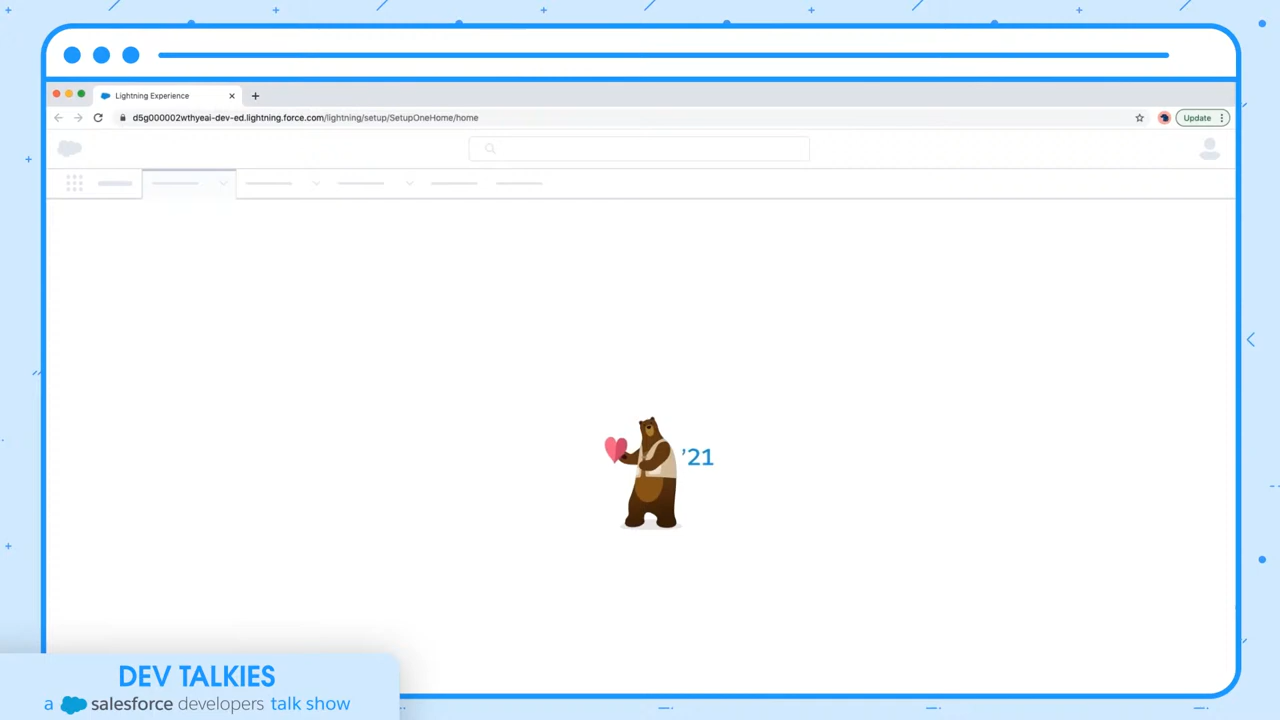 Lightning Experience
d5g000002wthyeai-dev-ed.lightning.force.com/lightning/setup/SetupOneHome/home
Update
'21
DEV TALKIES
a salesforce developers talk show